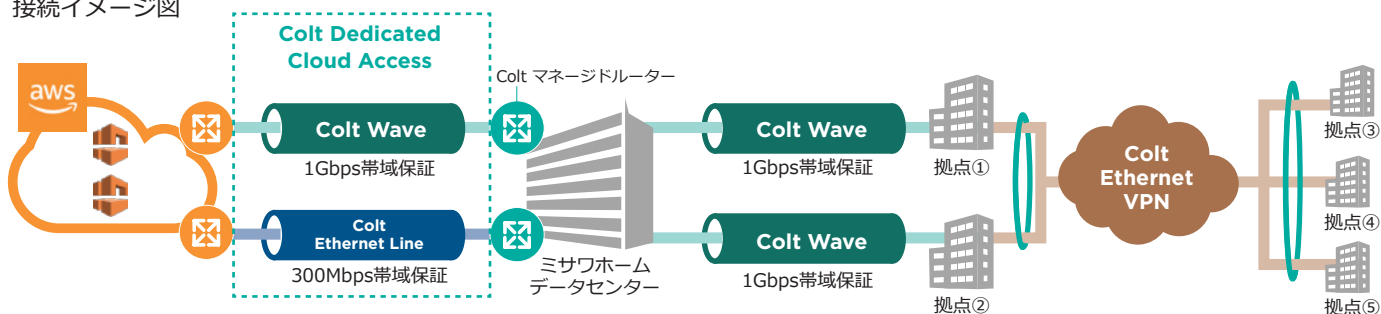 接続イメージ図
Colt Dedicated
Cloud Access
aws
Colt マネージドルーター
Colt Wave
1Gbps帯域保証
Colt
Ethernet Line
300Mbps帯域保証
ミサワホーム
データセンター
Colt Wave
1Gbps帯域保証
Colt Wave
1Gbps帯域保証
拠点①
拠点②
Colt
Ethernet
VPN
拠点③
拠点④
拠点⑤